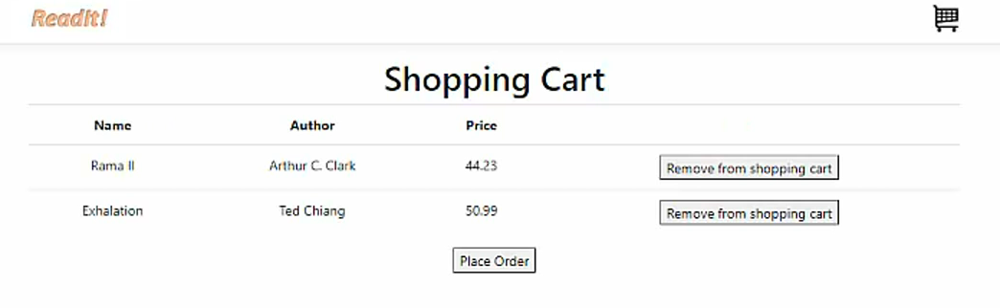 ReadIt!
Shopping Cart
Name Author Price
Rama II Arthur C. Clark 44.23 Remove from shopping cart
Exhalation Ted Chiang 50.99 Remove from shopping cart
Place Order